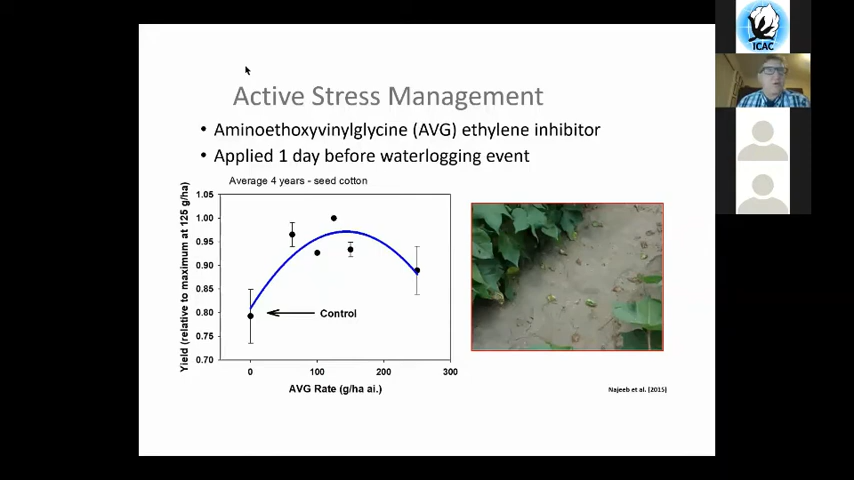 ICAC
Active Stress Management
• Aminoethoxyvinylglycine (AVG) ethylene inhibitor
• Applied 1 day before waterlogging event
Average 4 years - seed cotton
Yield (relative to maximum at 125 g/ha)
1.05
1.00
0.95
0.90
0.85
0.80
0.75
0.70
Control
0
100
200
300
AVG Rate (g/ha ai.)
Najeeb et al. (2015)